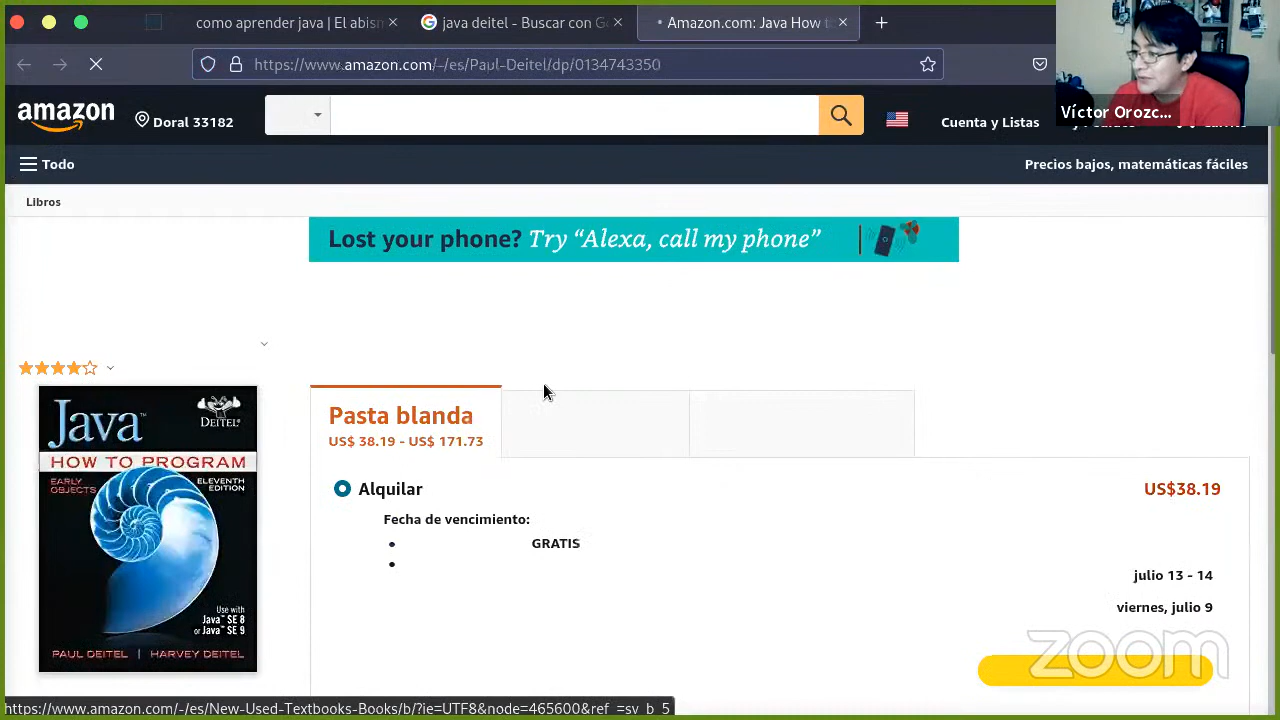 como aprender java | El abis
java deitel - Buscar con G
Amazon.com: Java How t
https://www.amazon.com/-/es/Paul-Deitel/dp/0134743350
Víctor Orozc...
amazon
Doral 33182
Cuenta y Listas
Todo
Precios bajos, matemáticas fáciles
Libros
Lost your phone? Try “Alexa, call my phone”
Java™
DEITEL®
HOW TO PROGRAM
EARLY OBJECTS
ELEVENTH EDITION
Use with
Java™ SE 8
or Java™ SE 9
PAUL DEITEL | HARVEY DEITEL
Pasta blanda
US$ 38.19 - US$ 171.73
Alquilar
US$38.19
Fecha de vencimiento:
GRATIS
julio 13 - 14
viernes, julio 9
zoom
https://www.amazon.com/-/es/New-Used-Textbooks-Books/b/?ie=UTF8&node=465600&ref_=sv_b_5